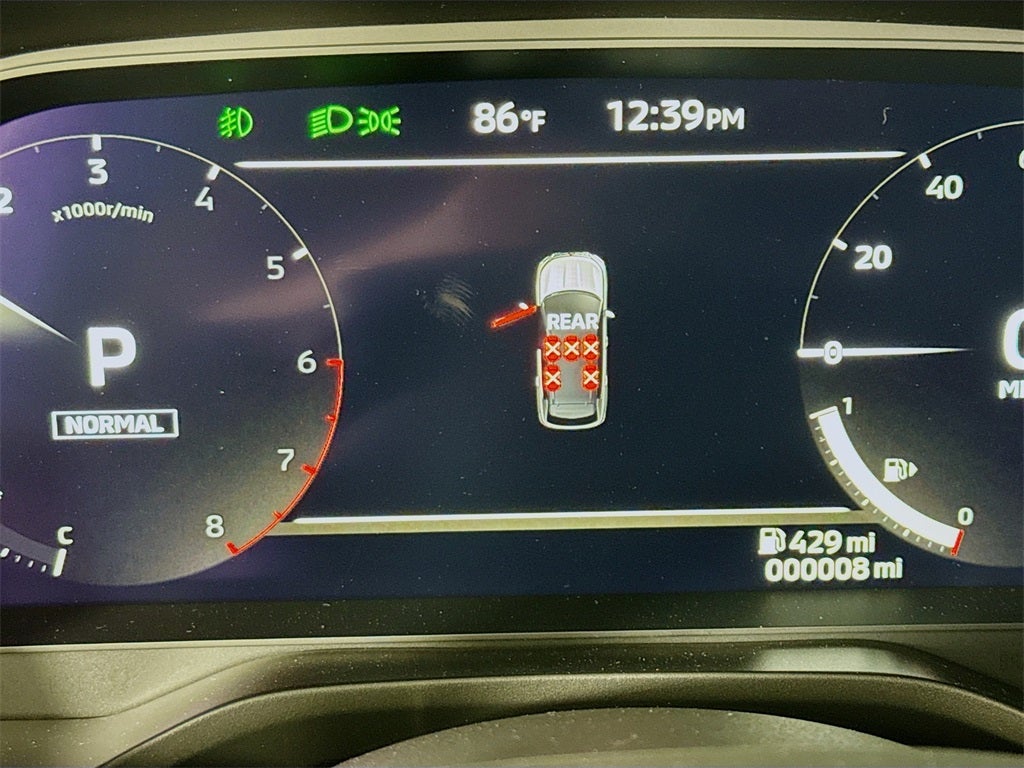 86°F 12:39PM
2 3 4 5 6 7 8
x1000r/min
P
NORMAL
C
REAR
40
20
0
1
0
429 mi
000008 mi